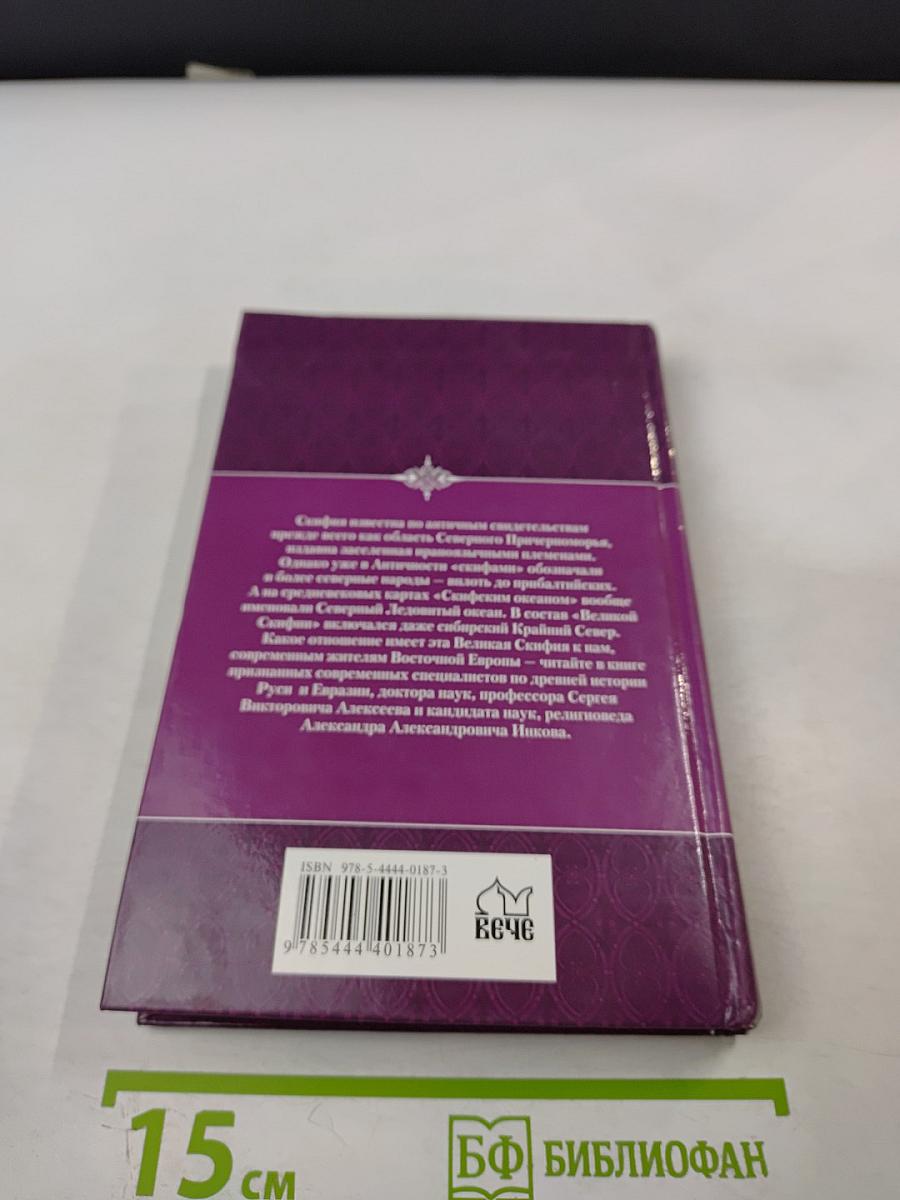 Скифия известна по античным свидетельствам
прежде всего как область Северного Причерноморья,
издавна заселенная ираноязычными племенами.
Однако уже в Античности «скифами» обозначали
и более северные народы – вплоть до прибалтийских.
А на средневековых картах «Скифским океаном» вообще
именовали Северный Ледовитый океан. В состав «Великой
Скифии» включался даже сибирский Крайний Север.
Какое отношение имеет эта Великая Скифия к нам,
современным жителям Восточной Европы – читайте в книге
признанных современных специалистов по древней истории
Руси и Евразии, доктора наук, профессора Сергея
Викторовича Алексеева и кандидата наук, религиоведа
Александра Александровича Инкова.
ISBN 978-5-4444-0187-3
9 785444 401873
ВЕЧЕ
15 см
БФ БИБЛИОФАН